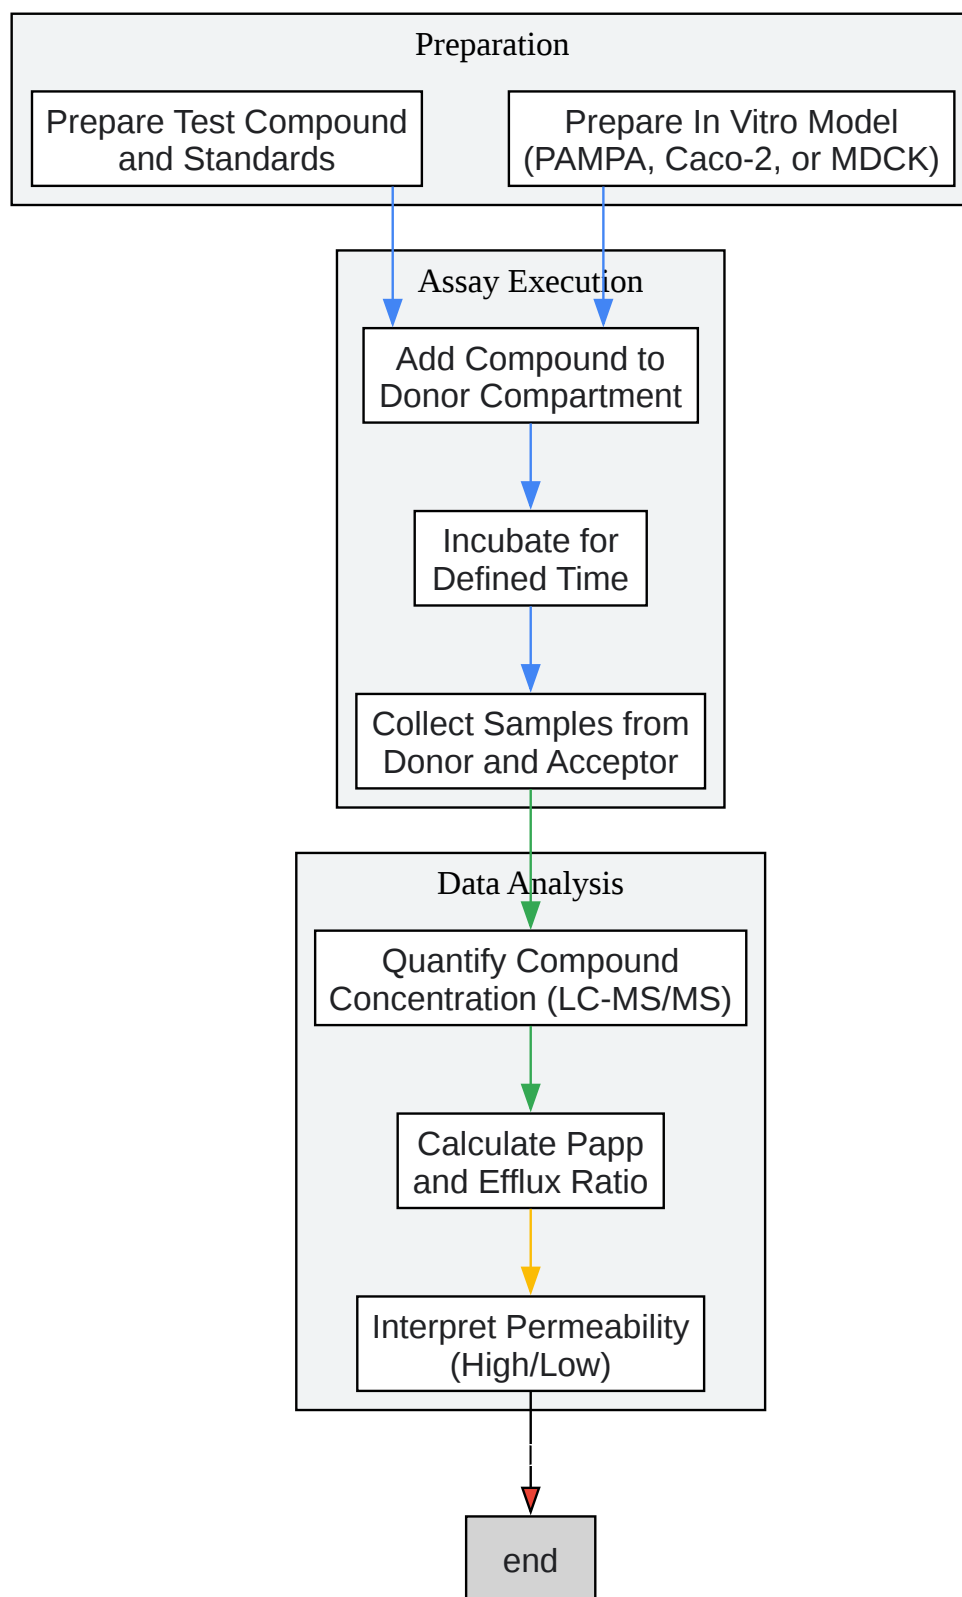 Preparation
Prepare Test Compound
and Standards
Prepare In Vitro Model
(PAMPA, Caco-2, or MDCK)
Assay Execution
Add Compound to
Donor Compartment
Incubate for
Defined Time
Collect Samples from
Donor and Acceptor
Data Analysis
Quantify Compound
Concentration (LC-MS/MS)
Calculate Papp
and Efflux Ratio
Interpret Permeability
(High/Low)
end